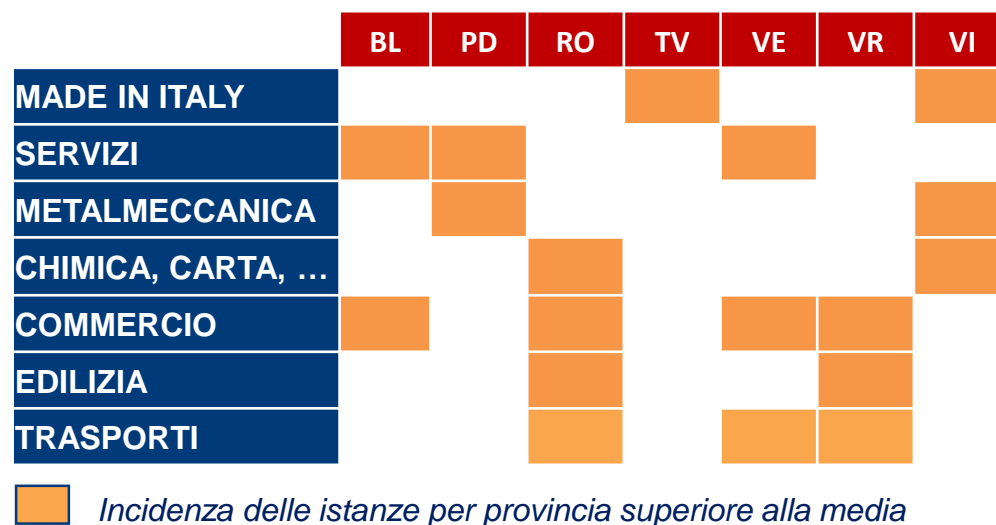 BL PD RO TV VE VR VI
MADE IN ITALY
SERVIZI
METALMECCANICA
CHIMICA, CARTA, …
COMMERCIO
EDILIZIA
TRASPORTI
Incidenza delle istanze per provincia superiore alla media